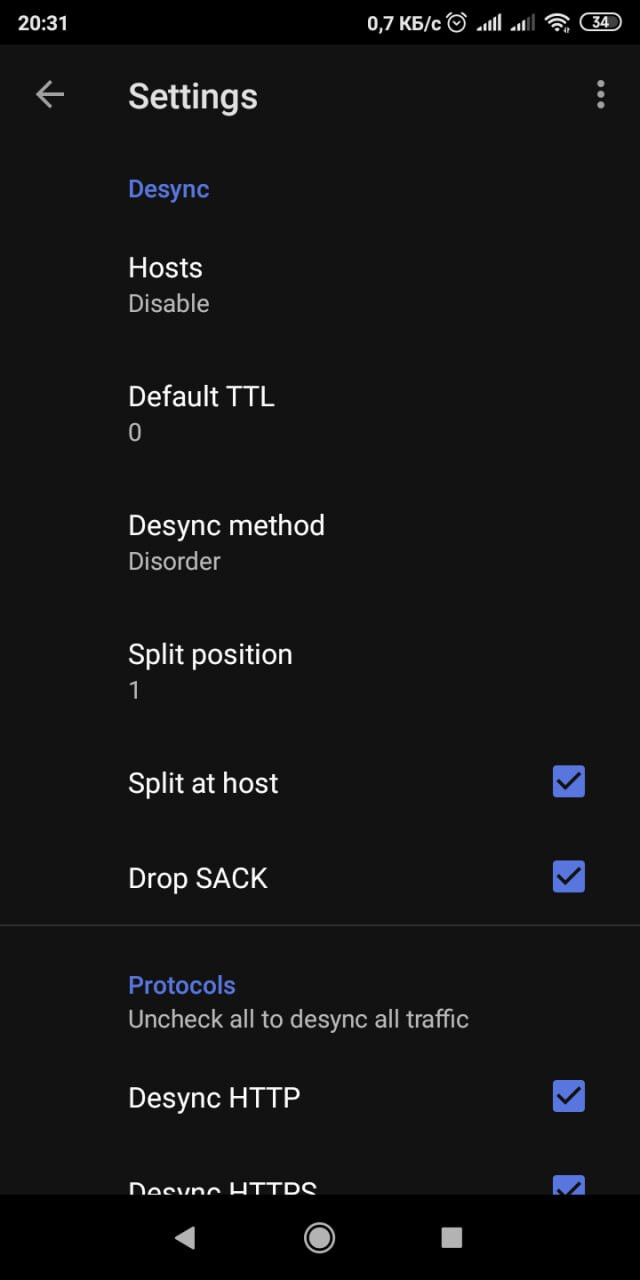 20:31 0,7 КБ/с 34
Settings
Desync
Hosts
Disable
Default TTL
0
Desync method
Disorder
Split position
1
Split at host
Drop SACK
Protocols
Uncheck all to desync all traffic
Desync HTTP
Desync HTTPS